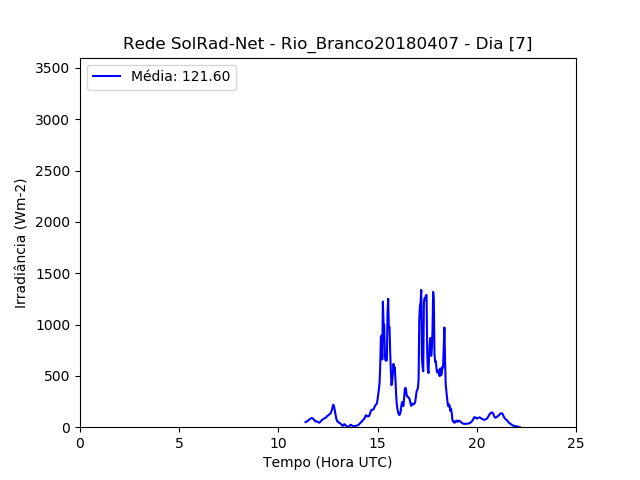 Rede SolRad-Net - Rio_Branco20180407 - Dia [7]
Média: 121.60
3500
3000
2500
2000
1500
1000
500
0
Irradiância (Wm-2)
0 5 10 15 20 25
Tempo (Hora UTC)